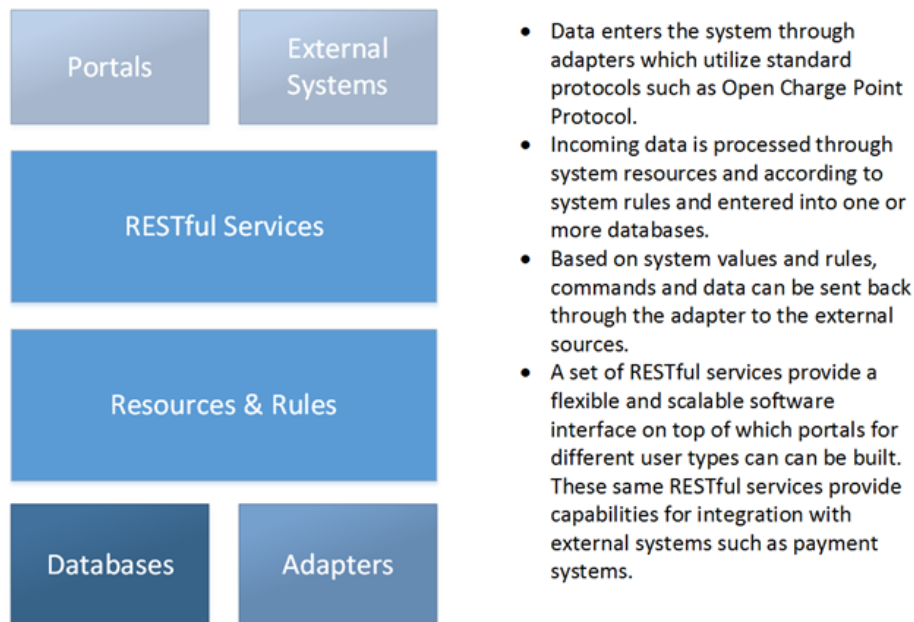 Portals
External
Systems
RESTful Services
Resources & Rules
Databases
Adapters
• Data enters the system through
adapters which utilize standard
protocols such as Open Charge Point
Protocol.
• Incoming data is processed through
system resources and according to
system rules and entered into one or
more databases.
• Based on system values and rules,
commands and data can be sent back
through the adapter to the external
sources.
• A set of RESTful services provide a
flexible and scalable software
interface on top of which portals for
different user types can can be built.
These same RESTful services provide
capabilities for integration with
external systems such as payment
systems.